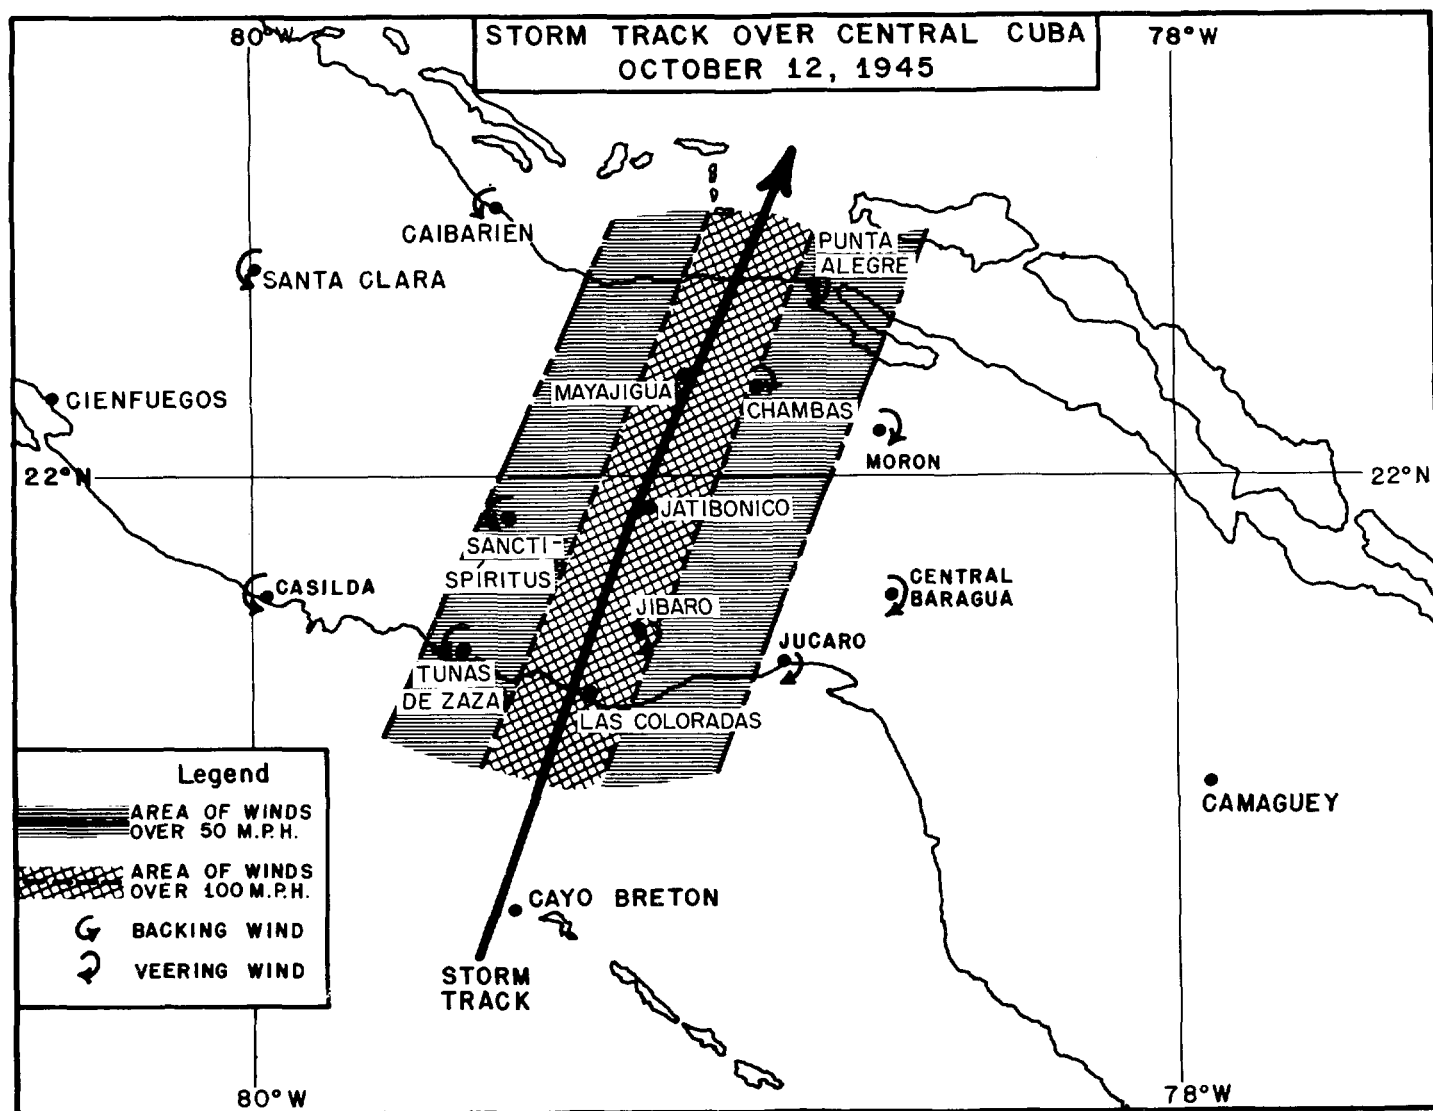 STORM TRACK OVER CENTRAL CUBA
OCTOBER 12, 1945
80°W
78°W
CAIBARIEN
SANTA CLARA
PUNTA
ALEGRE
CIENFUEGOS
MAYAJIGUA
CHAMBAS
MORON
22°N
22°N
JATIBONICO
SANCTI-
SPÍRITUS
CASILDA
CENTRAL
BARAGUA
JIBARO
JUCARO
TUNAS
DE ZAZA
LAS COLORADAS
CAMAGUEY
CAYO BRETON
STORM
TRACK
Legend
AREA OF WINDS
OVER 50 M.P.H.
AREA OF WINDS
OVER 100 M.P.H.
BACKING WIND
VEERING WIND
80°W
78°W